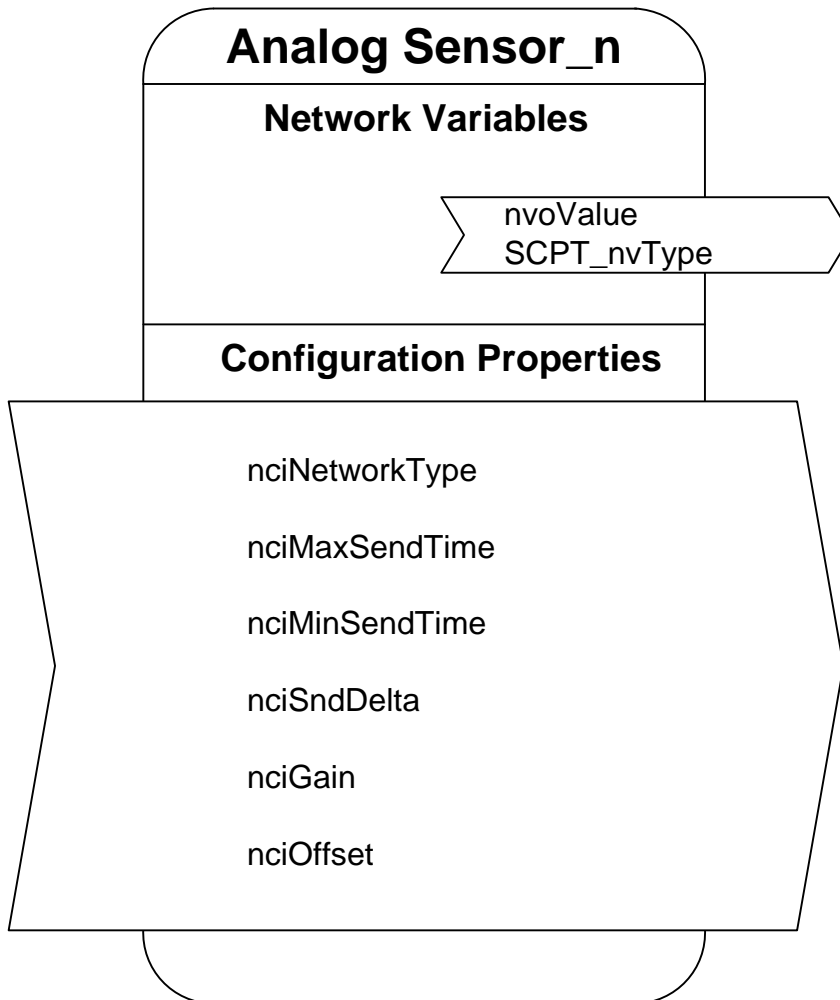 Analog Sensor_n
Network Variables
nvoValue
SCPT_nvType
Configuration Properties
nciNetworkType
nciMaxSendTime
nciMinSendTime
nciSndDelta
nciGain
nciOffset